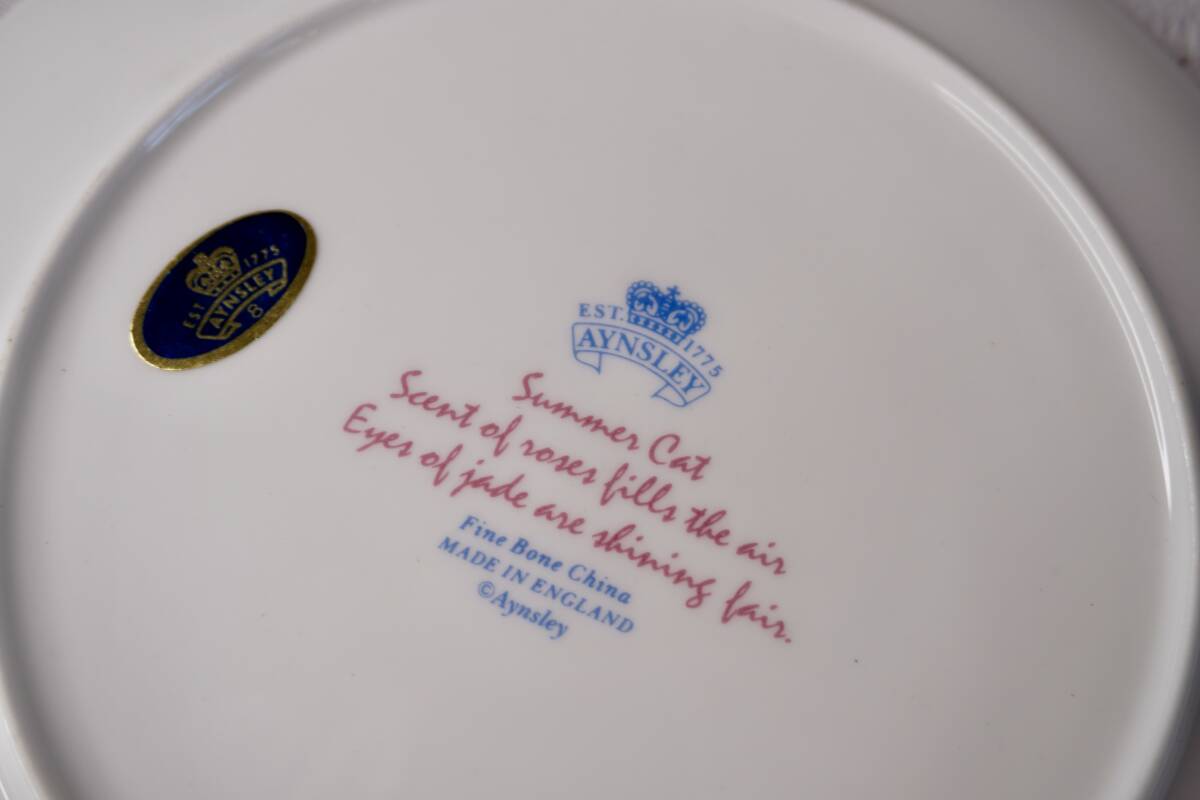 EST 1775
AYNSLEY
8
EST. 1775
AYNSLEY
Summer Cat
Scent of roses fills the air
Eyes of jade are shining fair.
Fine Bone China
MADE IN ENGLAND
©Aynsley